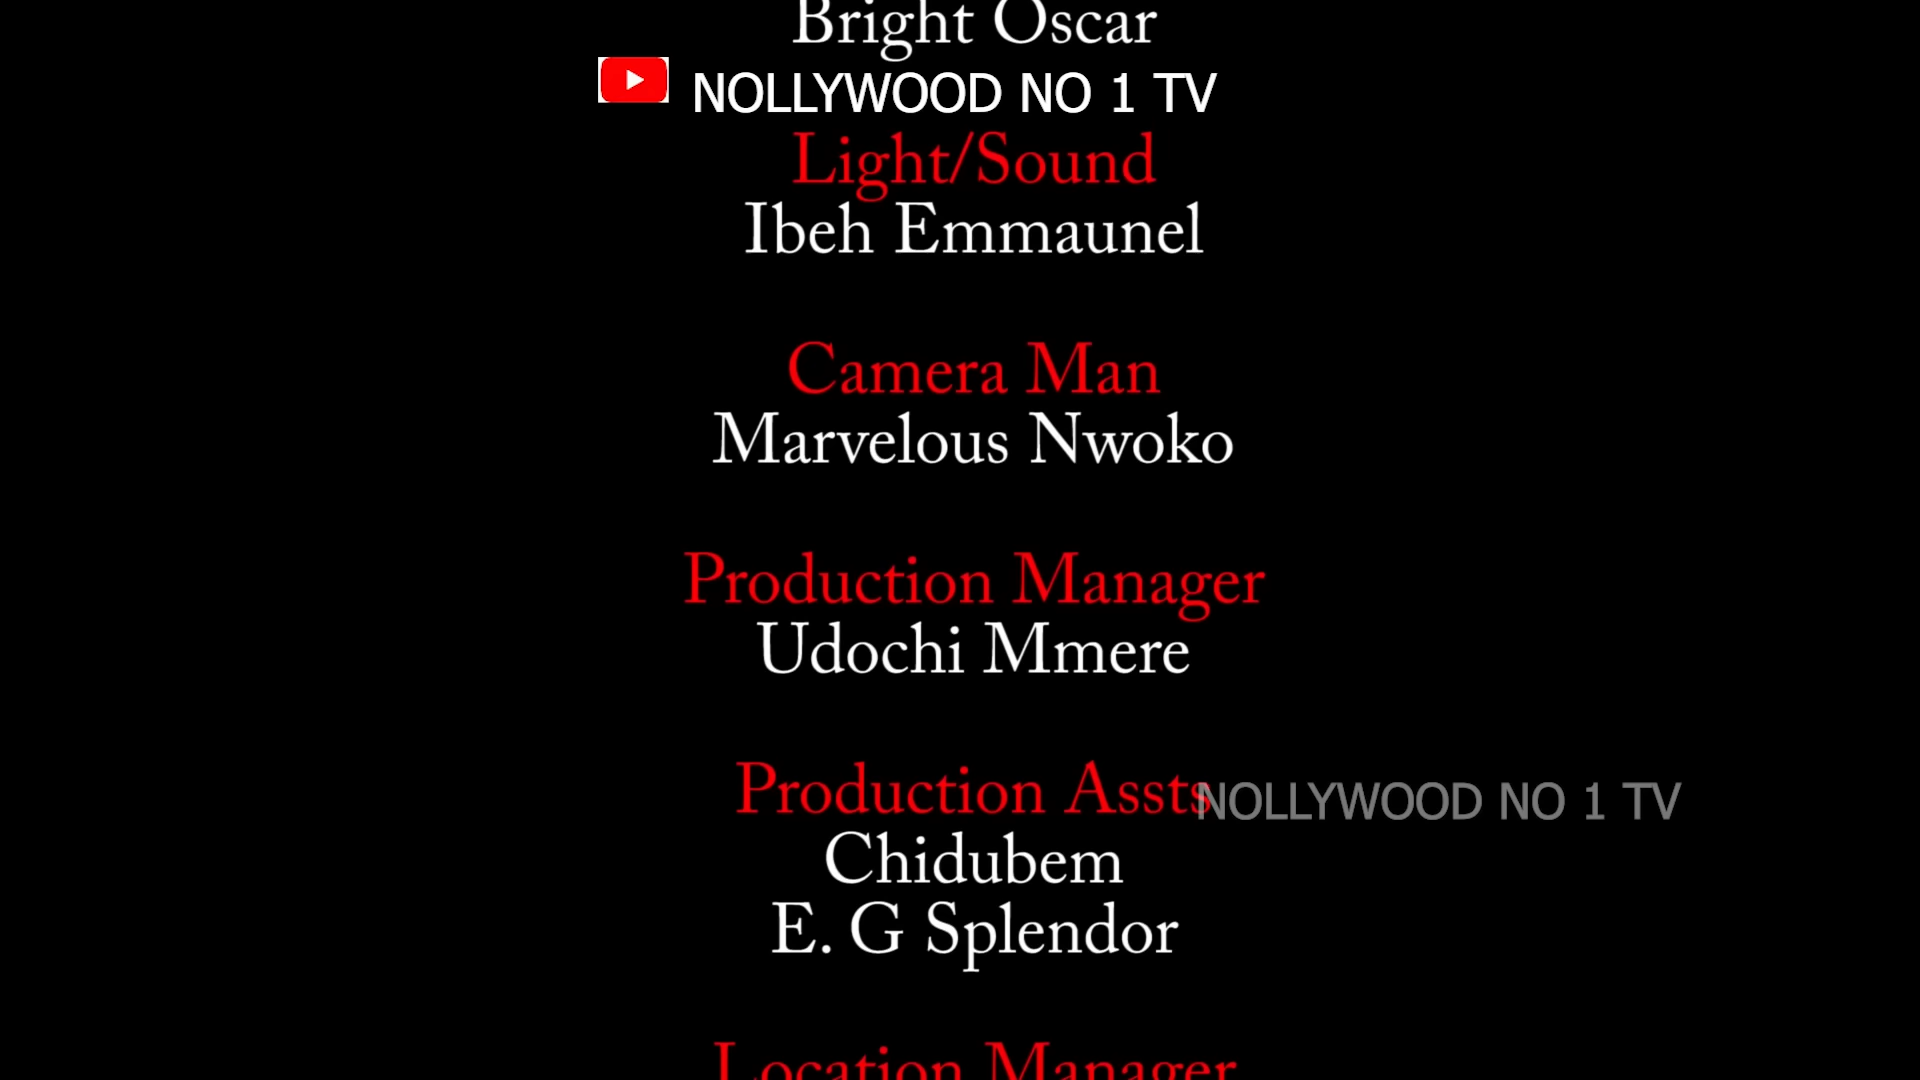 Bright Oscar
NOLLYWOOD NO 1 TV
Light/Sound
Ibeh Emmaunel
Camera Man
Marvelous Nwoko
Production Manager
Udochi Mmere
Production Assts
NOLLYWOOD NO 1 TV
Chidubem
E. G Splendor
Location Manager